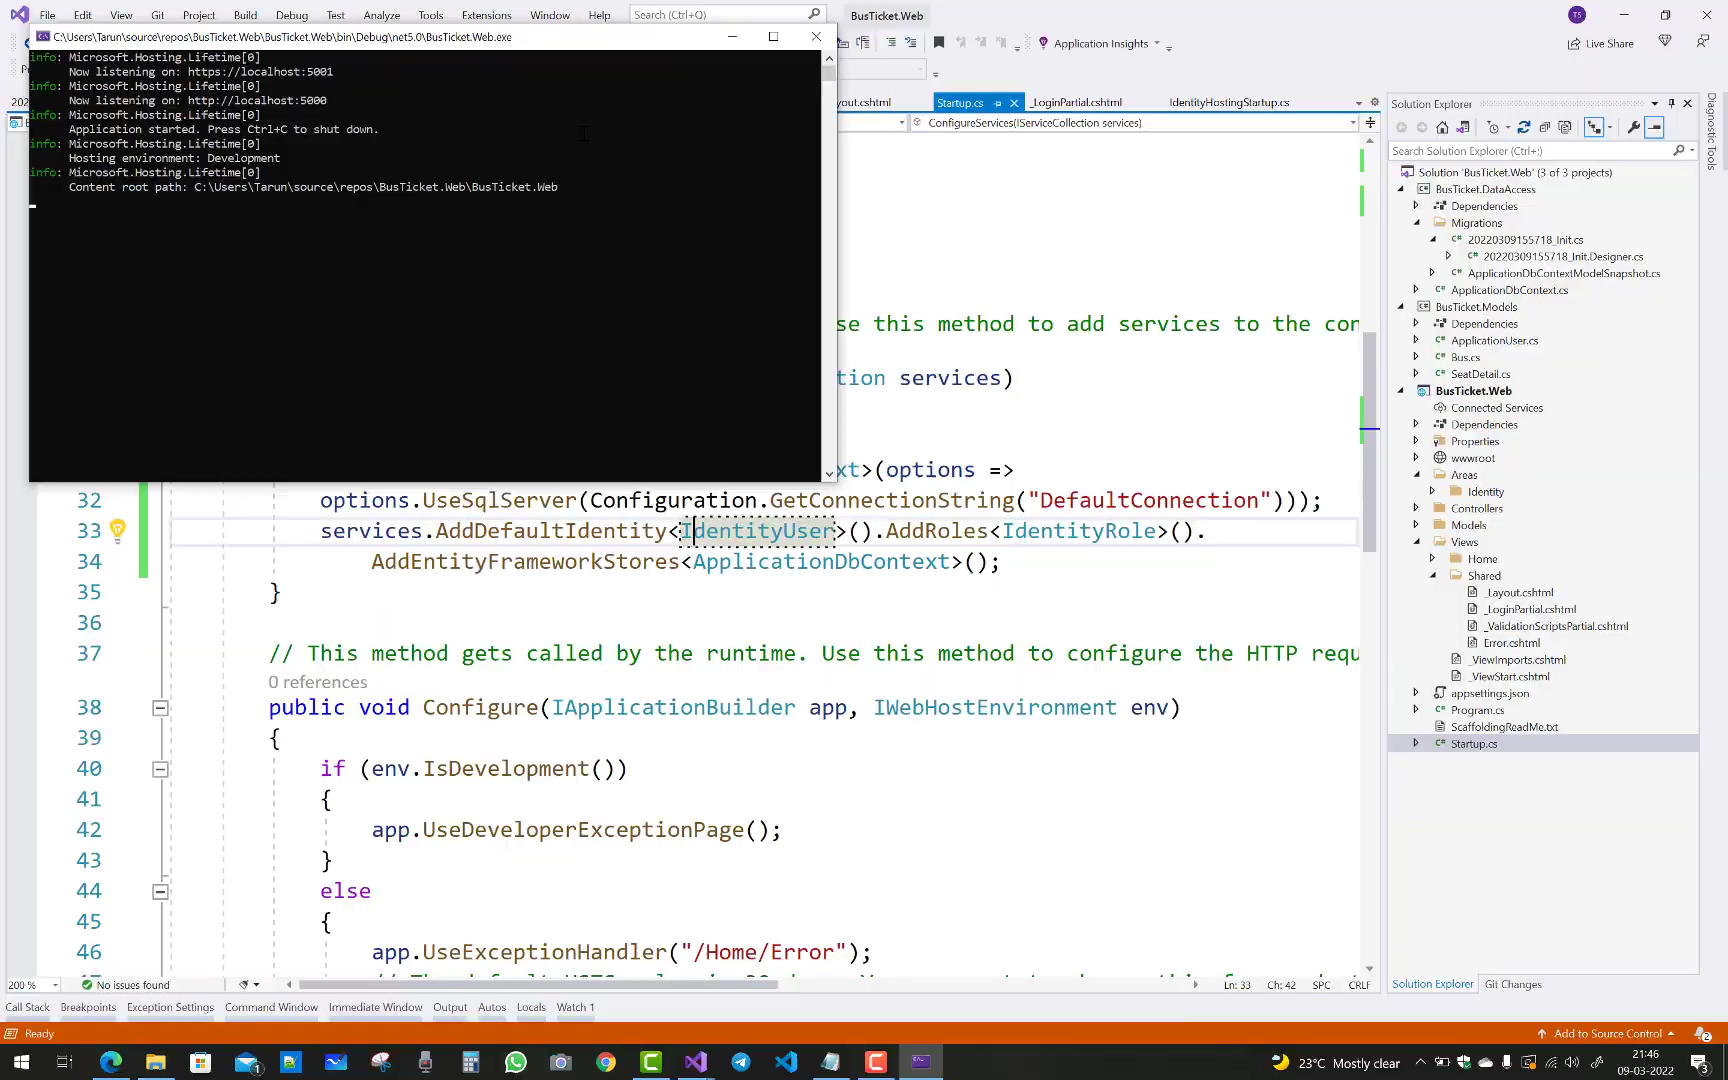 File Edit View Git Project Build Debug Test Analyze Tools Extensions Window Help Search (Ctrl+Q) BusTicket.Web TS
C:\Users\Tarun\source\repos\BusTicket.Web\BusTicket.Web\bin\Debug\net5.0\BusTicket.Web.exe
Application Insights
Live Share
info: Microsoft.Hosting.Lifetime[0]
Now listening on: https://localhost:5001
info: Microsoft.Hosting.Lifetime[0]
Now listening on: http://localhost:5000
info: Microsoft.Hosting.Lifetime[0]
Application started. Press Ctrl+C to shut down.
info: Microsoft.Hosting.Lifetime[0]
Hosting environment: Development
info: Microsoft.Hosting.Lifetime[0]
Content root path: C:\Users\Tarun\source\repos\BusTicket.Web\BusTicket.Web
ayout.cshtml Startup.cs _LoginPartial.cshtml IdentityHostingStartup.cs
ConfigureServices(IServiceCollection services)
se this method to add services to the con
tion services)
xt>(options =>
32 options.UseSqlServer(Configuration.GetConnectionString("DefaultConnection")));
33 services.AddDefaultIdentity<IdentityUser>().AddRoles<IdentityRole>().
34 AddEntityFrameworkStores<ApplicationDbContext>();
35 }
36
37 // This method gets called by the runtime. Use this method to configure the HTTP requ
0 references
38 public void Configure(IApplicationBuilder app, IWebHostEnvironment env)
39 {
40 if (env.IsDevelopment())
41 {
42 app.UseDeveloperExceptionPage();
43 }
44 else
45 {
46 app.UseExceptionHandler("/Home/Error");
200 % No issues found Ln: 33 Ch: 42 SPC CRLF
Solution Explorer
Search Solution Explorer (Ctrl+;)
Solution 'BusTicket.Web' (3 of 3 projects)
BusTicket.DataAccess
Dependencies
Migrations
20220309155718_Init.cs
20220309155718_Init.Designer.cs
ApplicationDbContextModelSnapshot.cs
ApplicationDbContext.cs
BusTicket.Models
Dependencies
ApplicationUser.cs
Bus.cs
SeatDetail.cs
BusTicket.Web
Connected Services
Dependencies
Properties
wwwroot
Areas
Identity
Controllers
Models
Views
Home
Shared
_Layout.cshtml
_LoginPartial.cshtml
_ValidationScriptsPartial.cshtml
Error.cshtml
_ViewImports.cshtml
_ViewStart.cshtml
appsettings.json
Program.cs
ScaffoldingReadMe.txt
Startup.cs
Solution Explorer Git Changes
Diagnostic Tools
Call Stack Breakpoints Exception Settings Command Window Immediate Window Output Autos Locals Watch 1
Ready Add to Source Control 2
23°C Mostly clear
21:46
09-03-2022